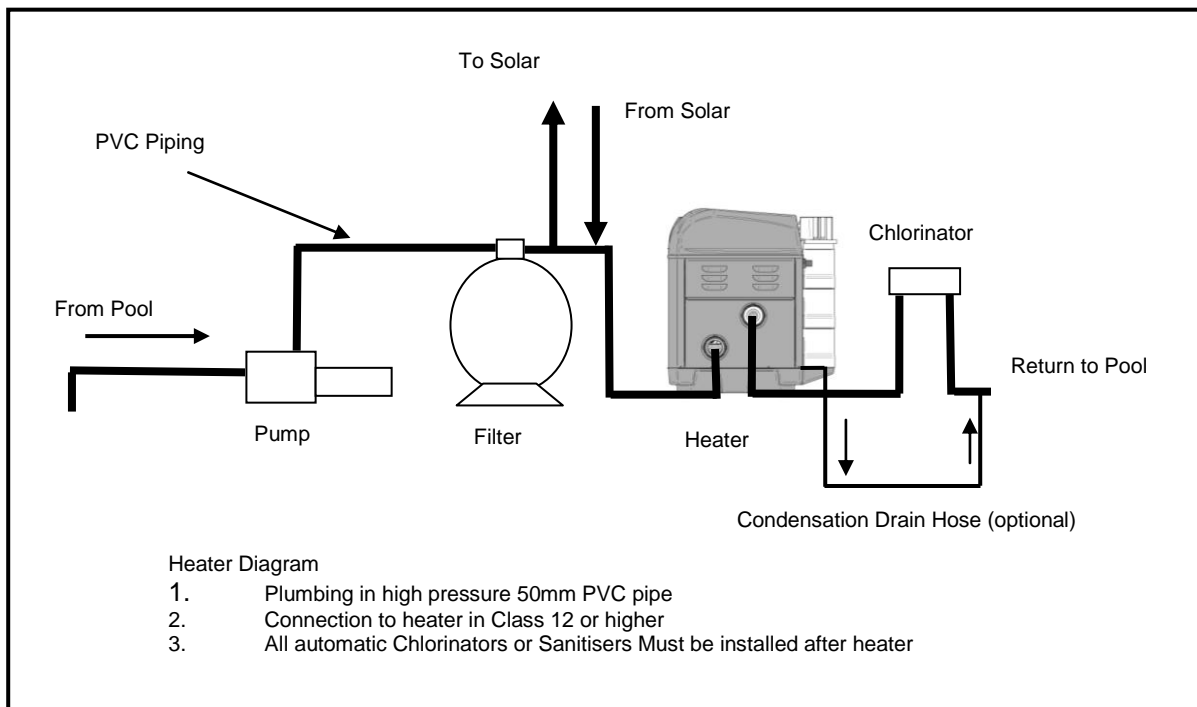 To Solar
From Solar
PVC Piping
Chlorinator
From Pool
Return to Pool
Pump
Filter
Heater
Condensation Drain Hose (optional)
Heater Diagram
1. Plumbing in high pressure 50mm PVC pipe
2. Connection to heater in Class 12 or higher
3. All automatic Chlorinators or Sanitisers Must be installed after heater